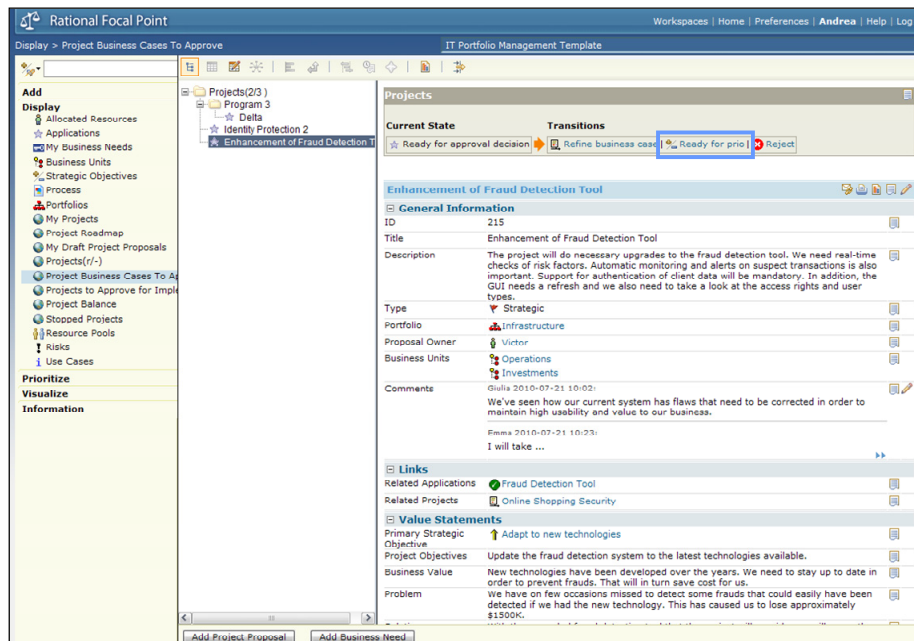 Rational Focal Point
Workspaces | Home | Preferences | Andrea | Help | Log
Display > Project Business Cases To Approve
IT Portfolio Management Template
Add
Display
Allocated Resources
Applications
My Business Needs
Business Units
Strategic Objectives
Process
Portfolios
My Projects
Project Roadmap
My Draft Project Proposals
Projects(r/-)
Project Business Cases To Ap
Projects to Approve for Imple
Project Balance
Stopped Projects
Resource Pools
Risks
Use Cases
Prioritize
Visualize
Information
Projects(2/3 )
Program 3
Delta
Identity Protection 2
Enhancement of Fraud Detection T
Projects
Current State
Transitions
Ready for approval decision
Refine business case | Ready for prio | Reject
Enhancement of Fraud Detection Tool
General Information
ID 215
Title Enhancement of Fraud Detection Tool
Description The project will do necessary upgrades to the fraud detection tool. We need real-time
checks of risk factors. Automatic monitoring and alerts on suspect transactions is also
important. Support for authentication of client data will be mandatory. In addition, the
GUI needs a refresh and we also need to take a look at the access rights and user
types.
Type Strategic
Portfolio Infrastructure
Proposal Owner Victor
Business Units Operations
Investments
Comments Giulia 2010-07-21 10:02:
We've seen how our current system has flaws that need to be corrected in order to
maintain high usability and value to our business.
Emma 2010-07-21 10:23:
I will take ...
Links
Related Applications Fraud Detection Tool
Related Projects Online Shopping Security
Value Statements
Primary Strategic
Objective
Adapt to new technologies
Project Objectives Update the fraud detection system to the latest technologies available.
Business Value New technologies have been developed over the years. We need to stay up to date in
order to prevent frauds. That will in turn save cost for us.
Problem We have on few occasions missed to detect some frauds that could easily have been
detected if we had the new technology. This has caused us to lose approximately
$1500K.
Add Project Proposal
Add Business Need